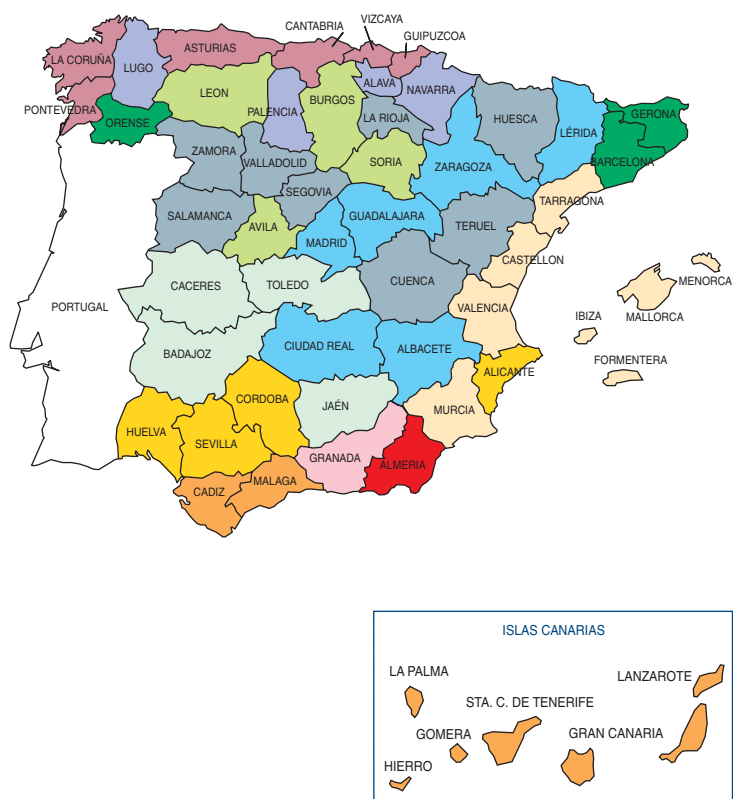 CANTABRIA
VIZCAYA
GUIPUZCOA
ASTURIAS
LA CORUÑA
LUGO
LEON
PALENCIA
BURGOS
ALAVA
NAVARRA
PONTEVEDRA
ORENSE
LA RIOJA
HUESCA
LÉRIDA
GERONA
ZAMORA
VALLADOLID
SORIA
ZARAGOZA
BARCELONA
SEGOVIA
TARRAGONA
SALAMANCA
AVILA
GUADALAJARA
TERUEL
MADRID
CASTELLON
CACERES
TOLEDO
CUENCA
MENORCA
PORTUGAL
VALENCIA
IBIZA
MALLORCA
BADAJOZ
CIUDAD REAL
ALBACETE
FORMENTERA
ALICANTE
CORDOBA
JAÉN
MURCIA
HUELVA
SEVILLA
GRANADA
ALMERIA
CADIZ
MALAGA
ISLAS CANARIAS
LA PALMA
LANZAROTE
STA. C. DE TENERIFE
GOMERA
GRAN CANARIA
HIERRO